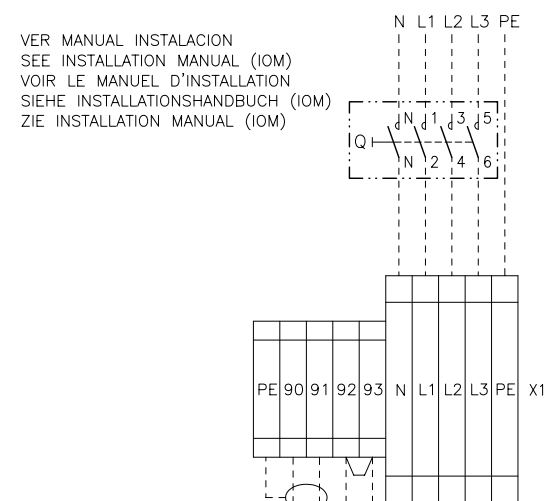 N L1 L2 L3 PE
VER MANUAL INSTALACION
SEE INSTALLATION MANUAL (IOM)
VOIR LE MANUEL D'INSTALLATION
SIEHE INSTALLATIONSHANDBUCH (IOM)
ZIE INSTALLATION MANUAL (IOM)
N 1 3 5
Q
N 2 4 6
PE 90 91 92 93 N L1 L2 L3 PE X1